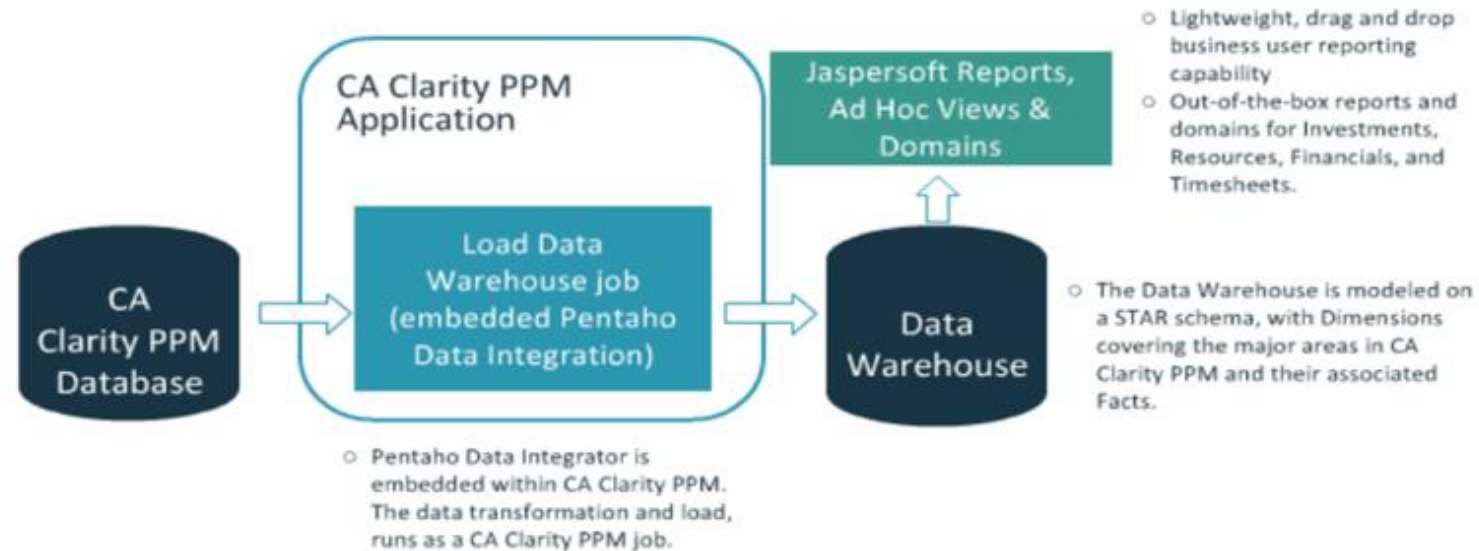 CA Clarity PPM
Application
Jaspersoft Reports,
Ad Hoc Views &
Domains
○ Lightweight, drag and drop
business user reporting
capability
○ Out-of-the-box reports and
domains for Investments,
Resources, Financials, and
Timesheets.
CA
Clarity PPM
Database
Load Data
Warehouse job
(embedded Pentaho
Data Integration)
Data
Warehouse
○ The Data Warehouse is modeled on
a STAR schema, with Dimensions
covering the major areas in CA
Clarity PPM and their associated
Facts.
○ Pentaho Data Integrator is
embedded within CA Clarity PPM.
The data transformation and load,
runs as a CA Clarity PPM job.